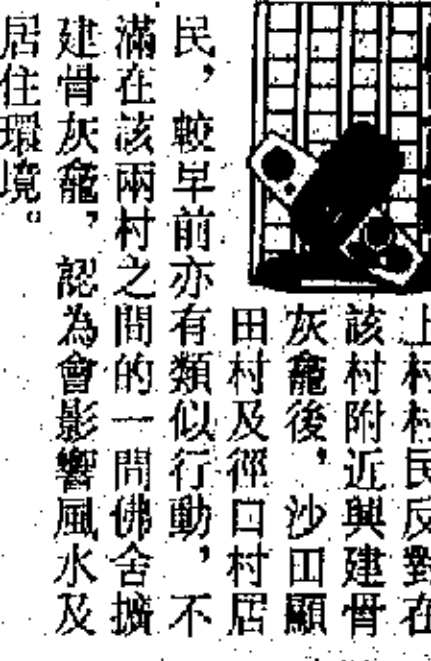 上村村民反對在
該村附近興建骨
灰龕後，沙田顯
田村及徑口村居
民，較早前亦有類似行動，不
滿在該兩村之間的一間佛舍擴
建骨灰龕，認為會影響風水及
居住環境。